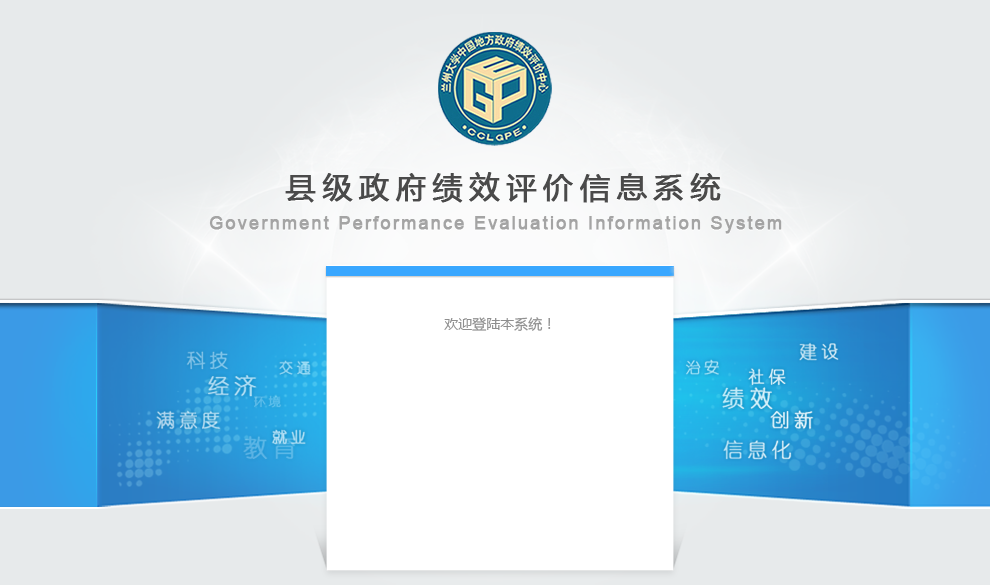 兰州大学中国地方政府绩效评价中心
GPE
CCLGPE
县级政府绩效评价信息系统
Government Performance Evaluation Information System
欢迎登陆本系统！
科技
交通
经济
环境
满意度
就业
教育
建设
治安
社保
绩效
创新
信息化